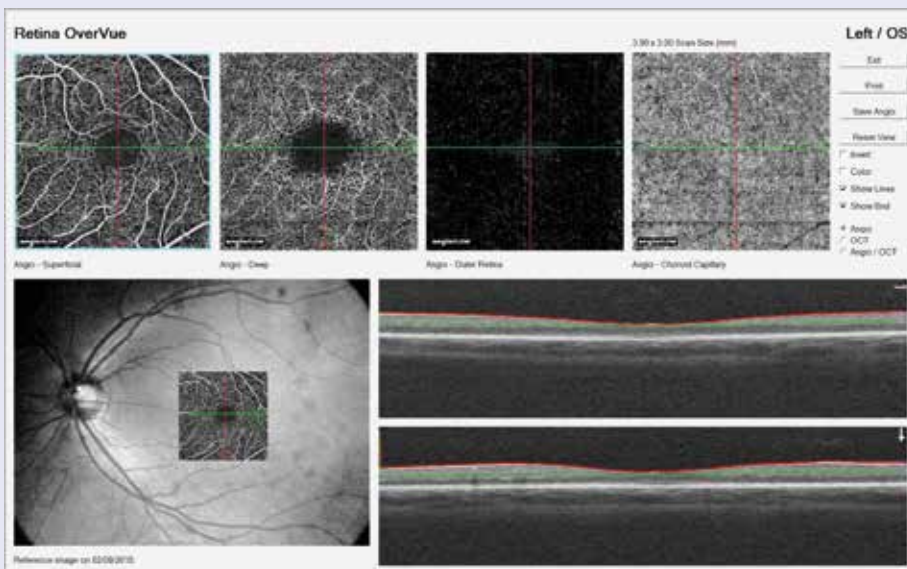 Retina OverVue
Left / OS
3.00 x 3.00 Scan Size (mm)
Exit
Print
Save Angio
Reset View
Invert
Color
Show Lines
Show Bnd
Angio
OCT
Angio / OCT
Angio - Superficial
Angio - Deep
Angio - Outer Retina
Angio - Choroid Capillary